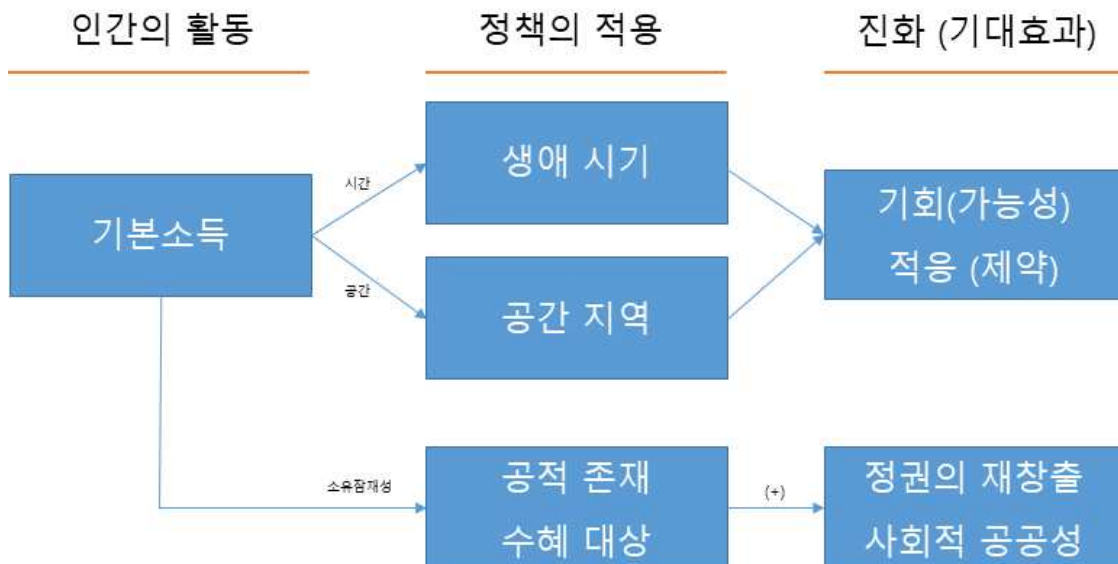 인간의 활동
정책의 적용
진화 (기대효과)
기본소득
시간
공간
소유잠재성
생애 시기
공간 지역
공적 존재
수혜 대상
(+)
기회(가능성)
적응 (제약)
정권의 재창출
사회적 공공성